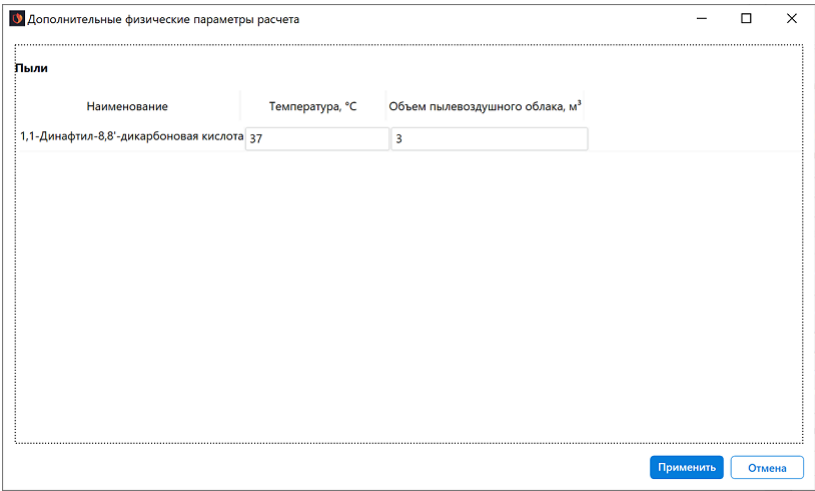 Дополнительные физические параметры расчета
Пыли
Наименование Температура, °C Объем пылевоздушного облака, м³
1,1-Динафтил-8,8'-дикарбоновая кислота 37 3
Применить Отмена